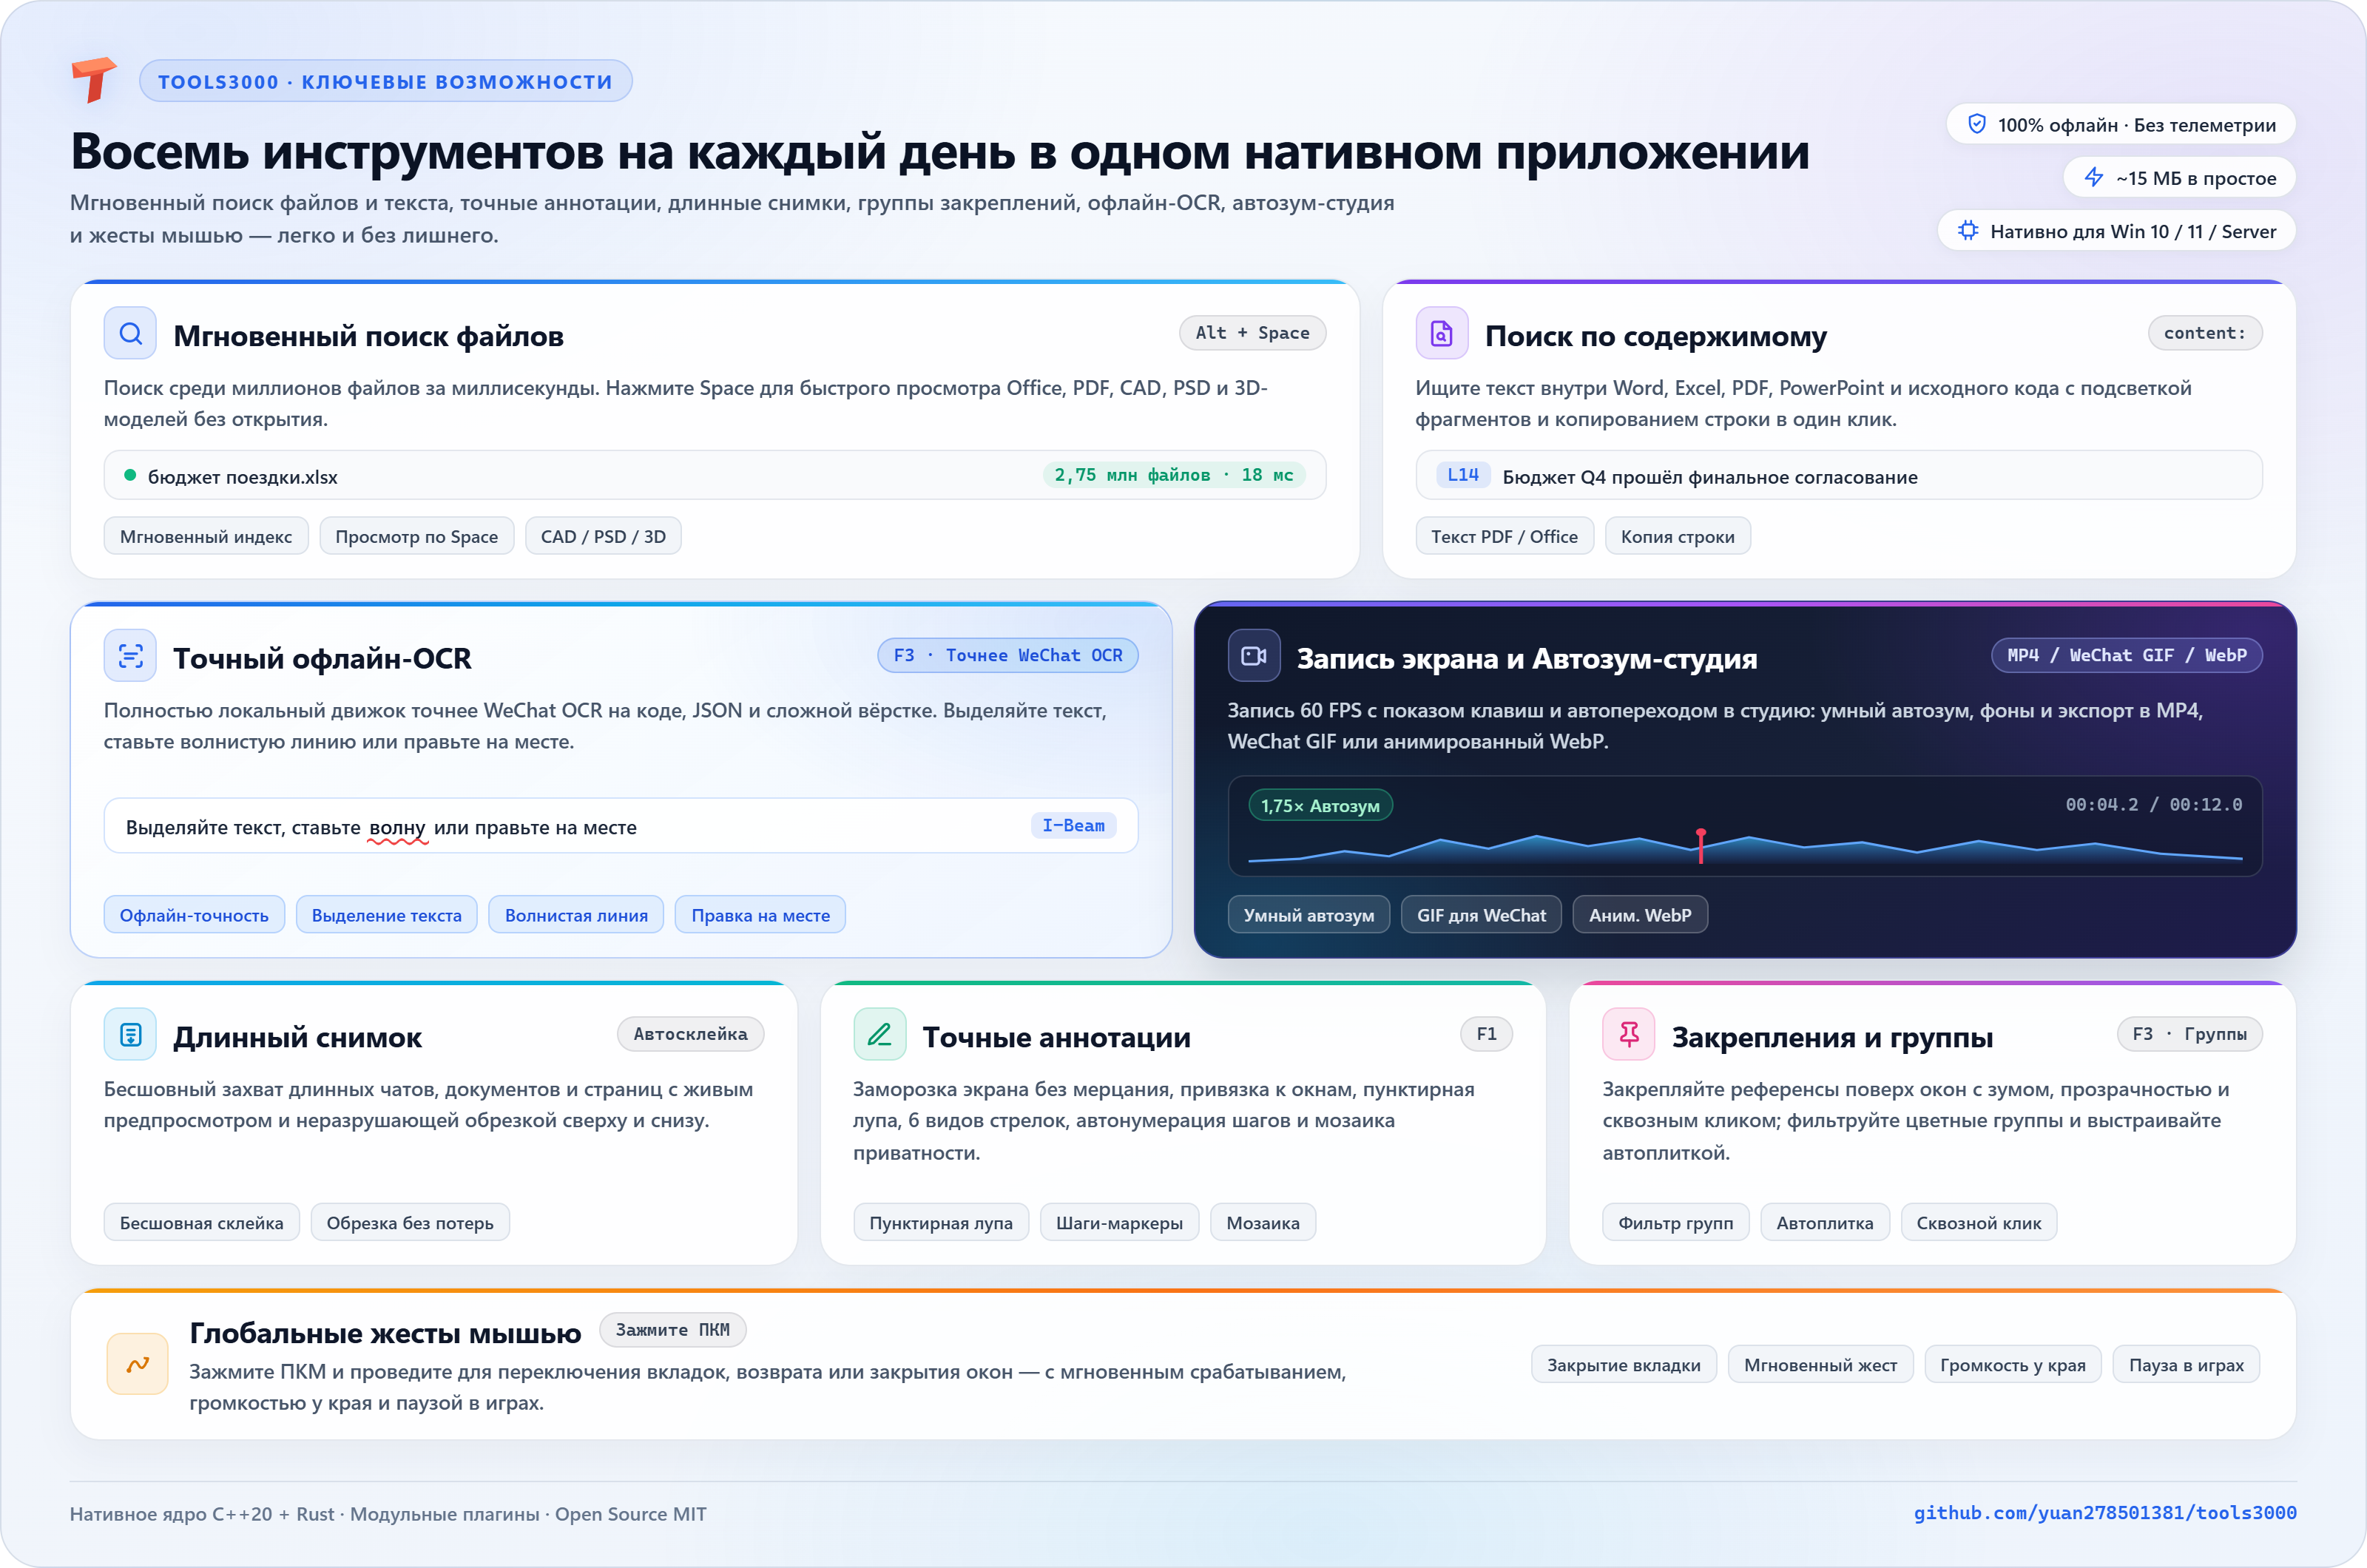 TOOLS3000 · КЛЮЧЕВЫЕ ВОЗМОЖНОСТИ
Восемь инструментов на каждый день в одном нативном приложении
Мгновенный поиск файлов и текста, точные аннотации, длинные снимки, группы закреплений, офлайн-OCR, автозум-студия
и жесты мышью — легко и без лишнего.
100% офлайн · Без телеметрии
~15 МБ в простое
Нативно для Win 10 / 11 / Server
Мгновенный поиск файлов
Alt + Space
Поиск среди миллионов файлов за миллисекунды. Нажмите Space для быстрого просмотра Office, PDF, CAD, PSD и 3D-
моделей без открытия.
бюджет поездки.xlsx
2,75 млн файлов · 18 мс
Мгновенный индекс
Просмотр по Space
CAD / PSD / 3D
Поиск по содержимому
content:
Ищите текст внутри Word, Excel, PDF, PowerPoint и исходного кода с подсветкой
фрагментов и копированием строки в один клик.
L14 Бюджет Q4 прошёл финальное согласование
Текст PDF / Office
Копия строки
Точный офлайн-OCR
F3 · Точнее WeChat OCR
Полностью локальный движок точнее WeChat OCR на коде, JSON и сложной вёрстке. Выделяйте текст,
ставьте волнистую линию или правьте на месте.
Выделяйте текст, ставьте волну или правьте на месте
I-Beam
Офлайн-точность
Выделение текста
Волнистая линия
Правка на месте
Запись экрана и Автозум-студия
MP4 / WeChat GIF / WebP
Запись 60 FPS с показом клавиш и автопереходом в студию: умный автозум, фоны и экспорт в MP4,
WeChat GIF или анимированный WebP.
1,75× Автозум
00:04.2 / 00:12.0
Умный автозум
GIF для WeChat
Аним. WebP
Длинный снимок
Автосклейка
Бесшовный захват длинных чатов, документов и страниц с живым
предпросмотром и неразрушающей обрезкой сверху и снизу.
Бесшовная склейка
Обрезка без потерь
Точные аннотации
F1
Заморозка экрана без мерцания, привязка к окнам, пунктирная
лупа, 6 видов стрелок, автонумерация шагов и мозаика
приватности.
Пунктирная лупа
Шаги-маркеры
Мозаика
Закрепления и группы
F3 · Группы
Закрепляйте референсы поверх окон с зумом, прозрачностью и
сквозным кликом; фильтруйте цветные группы и выстраивайте
автоплиткой.
Фильтр групп
Автоплитка
Сквозной клик
Глобальные жесты мышью
Зажмите ПКМ
Зажмите ПКМ и проведите для переключения вкладок, возврата или закрытия окон — с мгновенным срабатыванием,
громкостью у края и паузой в играх.
Закрытие вкладки
Мгновенный жест
Громкость у края
Пауза в играх
Нативное ядро C++20 + Rust · Модульные плагины · Open Source MIT
github.com/yuan278501381/tools3000